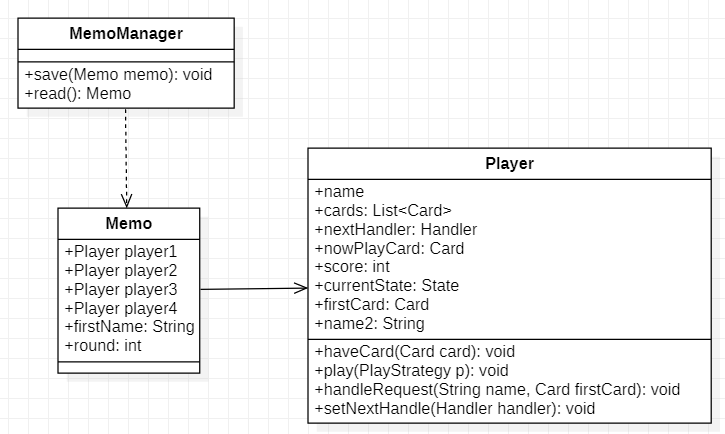 MemoManager
+save(Memo memo): void
+read(): Memo
Memo
+Player player1
+Player player2
+Player player3
+Player player4
+firstName: String
+round: int
Player
+name
+cards: List<Card>
+nextHandler: Handler
+nowPlayCard: Card
+score: int
+currentState: State
+firstCard: Card
+name2: String
+haveCard(Card card): void
+play(PlayStrategy p): void
+handleRequest(String name, Card firstCard): void
+setNextHandle(Handler handler): void